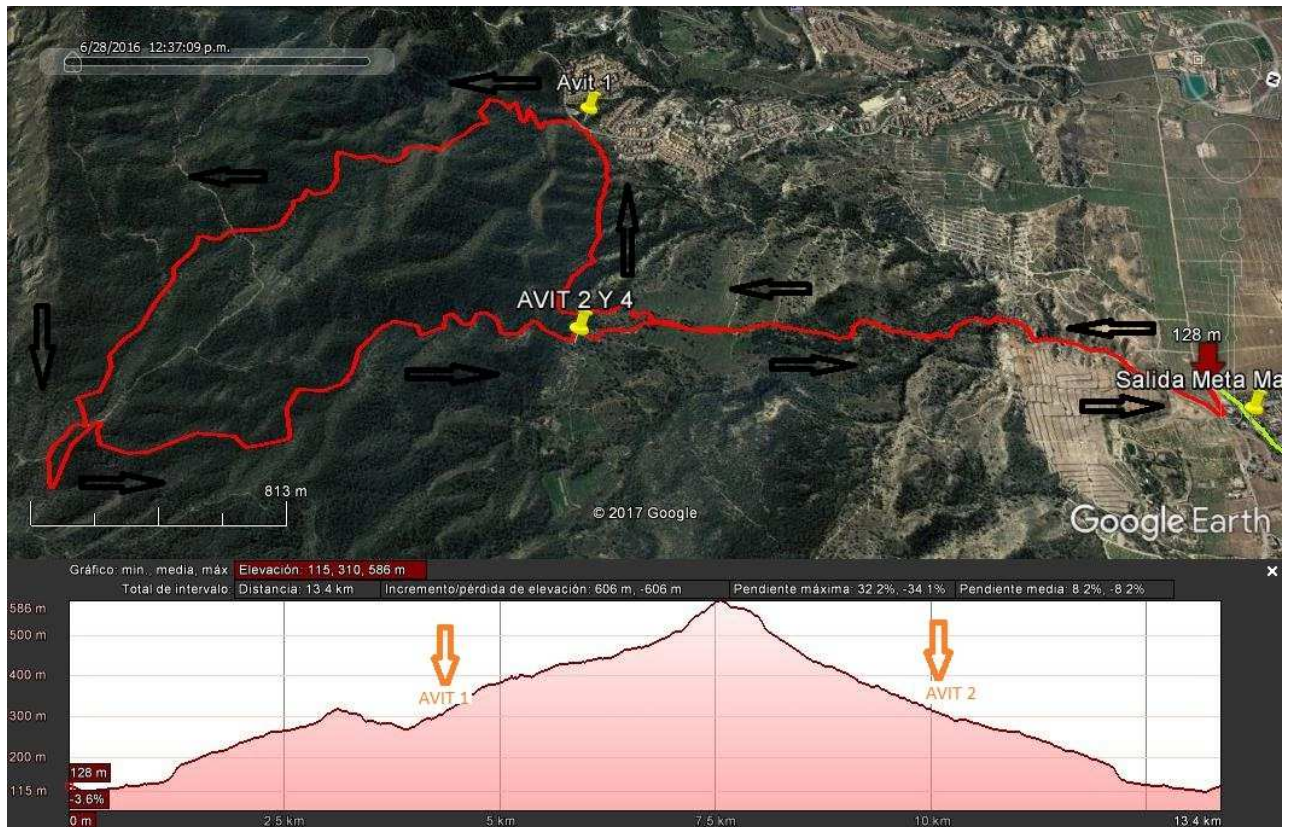 6/28/2016 12:37:09 p.m.
Avit 1
N
AVIT 2 Y 4
128 m
Salida Meta Ma
813 m
© 2017 Google
Google Earth
Gráfico: min., media, máx Elevación: 115, 310, 586 m
Total de intervalo: Distancia: 13.4 km Incremento/pérdida de elevación: 606 m, -606 m Pendiente máxima: 32.2%, -34.1% Pendiente media: 8.2%, -8.2%
586 m
500 m
400 m
AVIT 1
AVIT 2
300 m
200 m
128 m
115 m
-3.6%
0 m 2.5 km 5 km 7.5 km 10 km 13.4 km